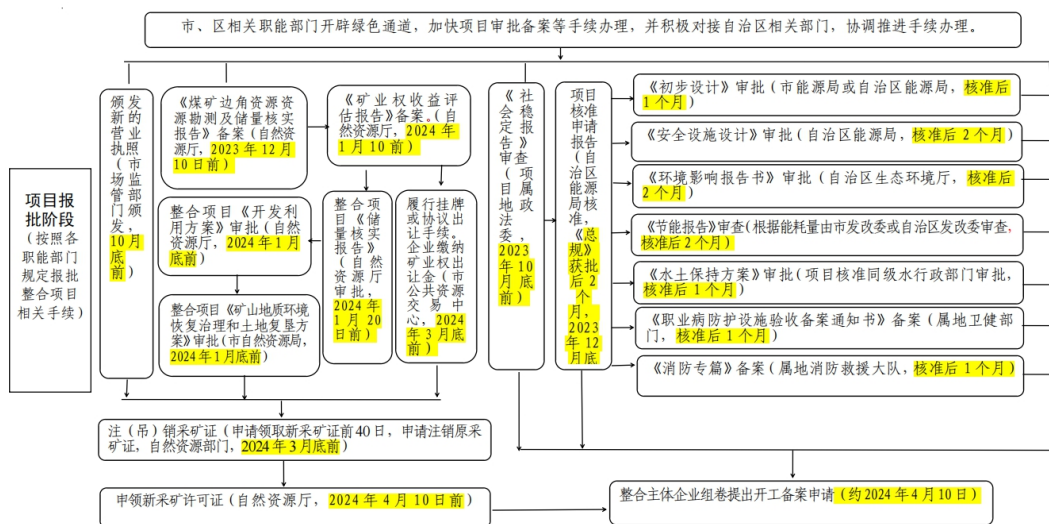 市、区相关职能部门开辟绿色通道，加快项目审批备案等手续办理，并积极对接自治区相关部门，协调推进手续办理。
项目报
批阶段
(按照各
职能部门
规定报批
整合项目
相关手续)
颁发
新的
营业
执照
(市
场监
管部
门颁
发，
10月
底前)
《煤矿边角资源资
源勘测及储量核实
报告》备案(自然资
源厅，2023年12月
10日前)
《矿业权收益评
估报告》备案。(自
然资源厅，2024年
1月10前)
整合项目《开发利
用方案》审批(自然
资源厅，2024年1月
底前)
整合项目《矿山地质环境
恢复治理和土地复垦方
案》审批(市自然资源局，
2024年1月底前)
整合项
目《储
量核实
报告》
(自然
资源厅
审批，
2024年
1月20
日前)
履行挂牌
或协议出
让手续。
企业缴纳
矿业权出
让金(市
公共资源
交易中
心，2024
年3月底
前)
《社
会稳
定报
告》
审查
(项
目属
地政
法
委，
2023
年10
月底
前)
项目
核准
申请
报告
(自
治区
能源
局核
准，
《总
规》
获批
后2
个
月，
2023
年12
月底
《初步设计》审批(市能源局或自治区能源局，核准后
1个月)
《安全设施设计》审批(自治区能源局，核准后2个月)
《环境影响报告书》审批(自治区生态环境厅，核准后
2个月)
《节能报告》审查(根据能耗量由市发改委或自治区发改委审查，
核准后2个月)
《水土保持方案》审批(项目核准同级水行政部门审批，
核准后1个月)
《职业病防护设施验收备案通知书》备案(属地卫健部
门，核准后1个月)
《消防专篇》备案(属地消防救援大队，核准后1个月)
注(吊)销采矿证(申请领取新采矿证前40日，申请注销原采
矿证，自然资源部门，2024年3月底前)
申领新采矿许可证(自然资源厅，2024年4月10日前)
整合主体企业组卷提出开工备案申请(约2024年4月10日)